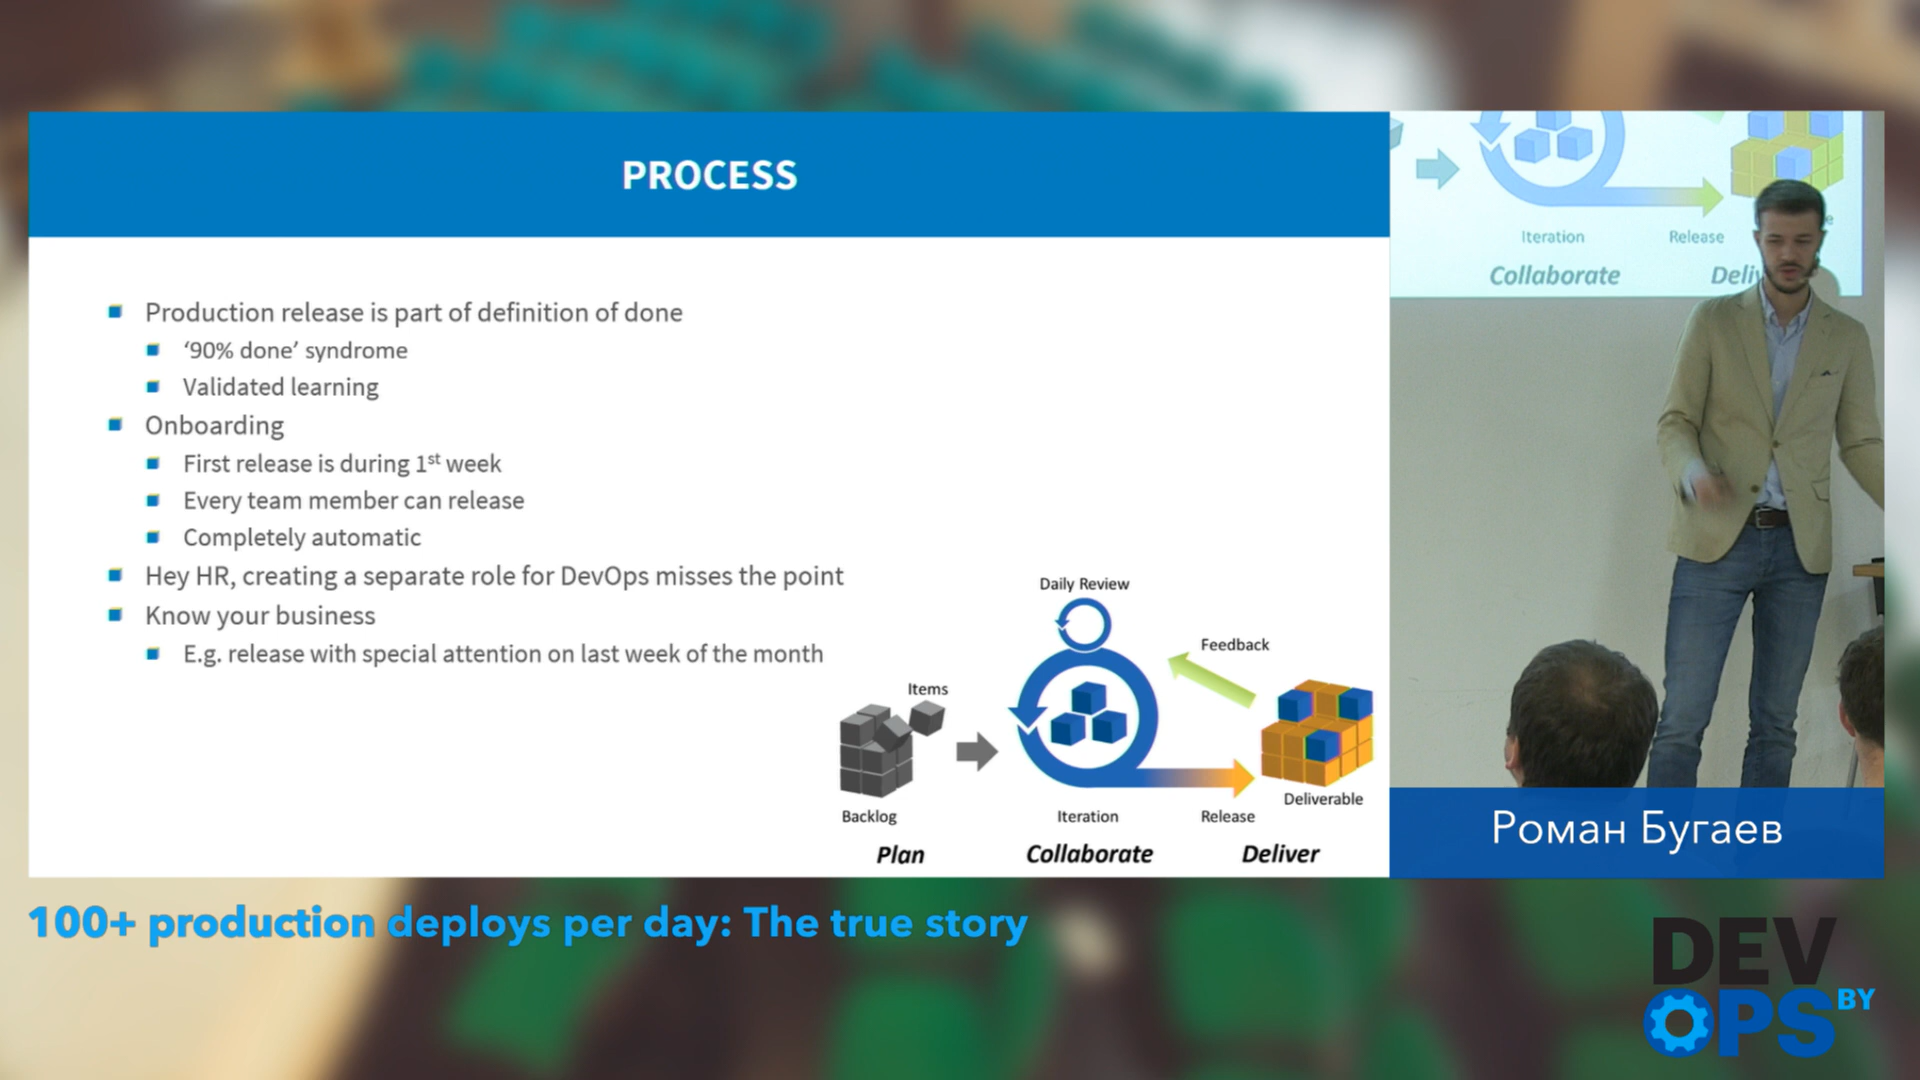 PROCESS
Production release is part of definition of done
‘90% done’ syndrome
Validated learning
Onboarding
First release is during 1st week
Every team member can release
Completely automatic
Hey HR, creating a separate role for DevOps misses the point
Know your business
E.g. release with special attention on last week of the month
Daily Review
Feedback
Items
Backlog
Iteration
Release
Deliverable
Plan
Collaborate
Deliver
Iteration
Release
Collaborate
Роман Бугаев
100+ production deploys per day: The true story
DEV
OPS BY